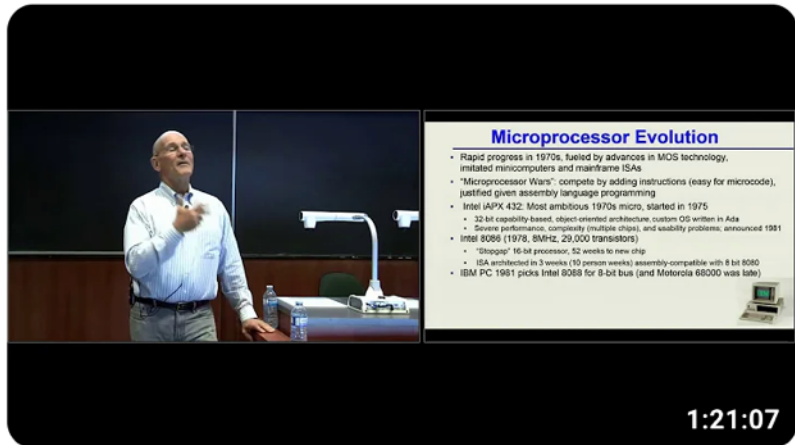 Microprocessor Evolution
• Rapid progress in 1970s, fueled by advances in MOS technology,
imitated minicomputers and mainframe ISAs
• "Microprocessor Wars": compete by adding instructions (easy for microcode),
justified given assembly language programming
• Intel iAPX 432: Most ambitious 1970s micro, started in 1975
• 32-bit capability-based, object-oriented architecture, custom OS written in Ada
• Severe performance, complexity (multiple chips), and usability problems; announced 1981
• Intel 8086 (1978, 8MHz, 29,000 transistors)
• "Stopgap" 16-bit processor, 52 weeks to new chip
• ISA architected in 3 weeks (10 person weeks) assembly-compatible with 8 bit 8080
• IBM PC 1981 picks Intel 8088 for 8-bit bus (and Motorola 68000 was late)
1:21:07